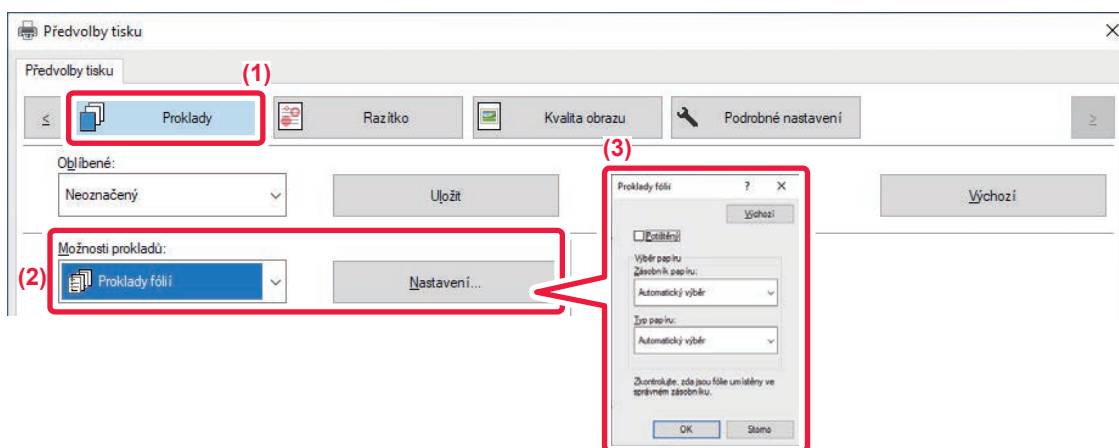 Předvolby tisku
Předvolby tisku
(1)
<
Proklady
Razítko
Kvalita obrazu
Podrobné nastavení
>
(3)
Oblíbené:
Neoznačený
Uložit
Výchozí
Možnosti prokladů:
(2)
Proklady fólií
Nastavení...
Proklady fólií
?
Výchozí
Potištěný
Výběr papíru
Zásobník papíru:
Automatický výběr
Typ papíru:
Automatický výběr
Zkontrolujte, zda jsou fólie umístěny ve
správném zásobníku.
OK
Storno